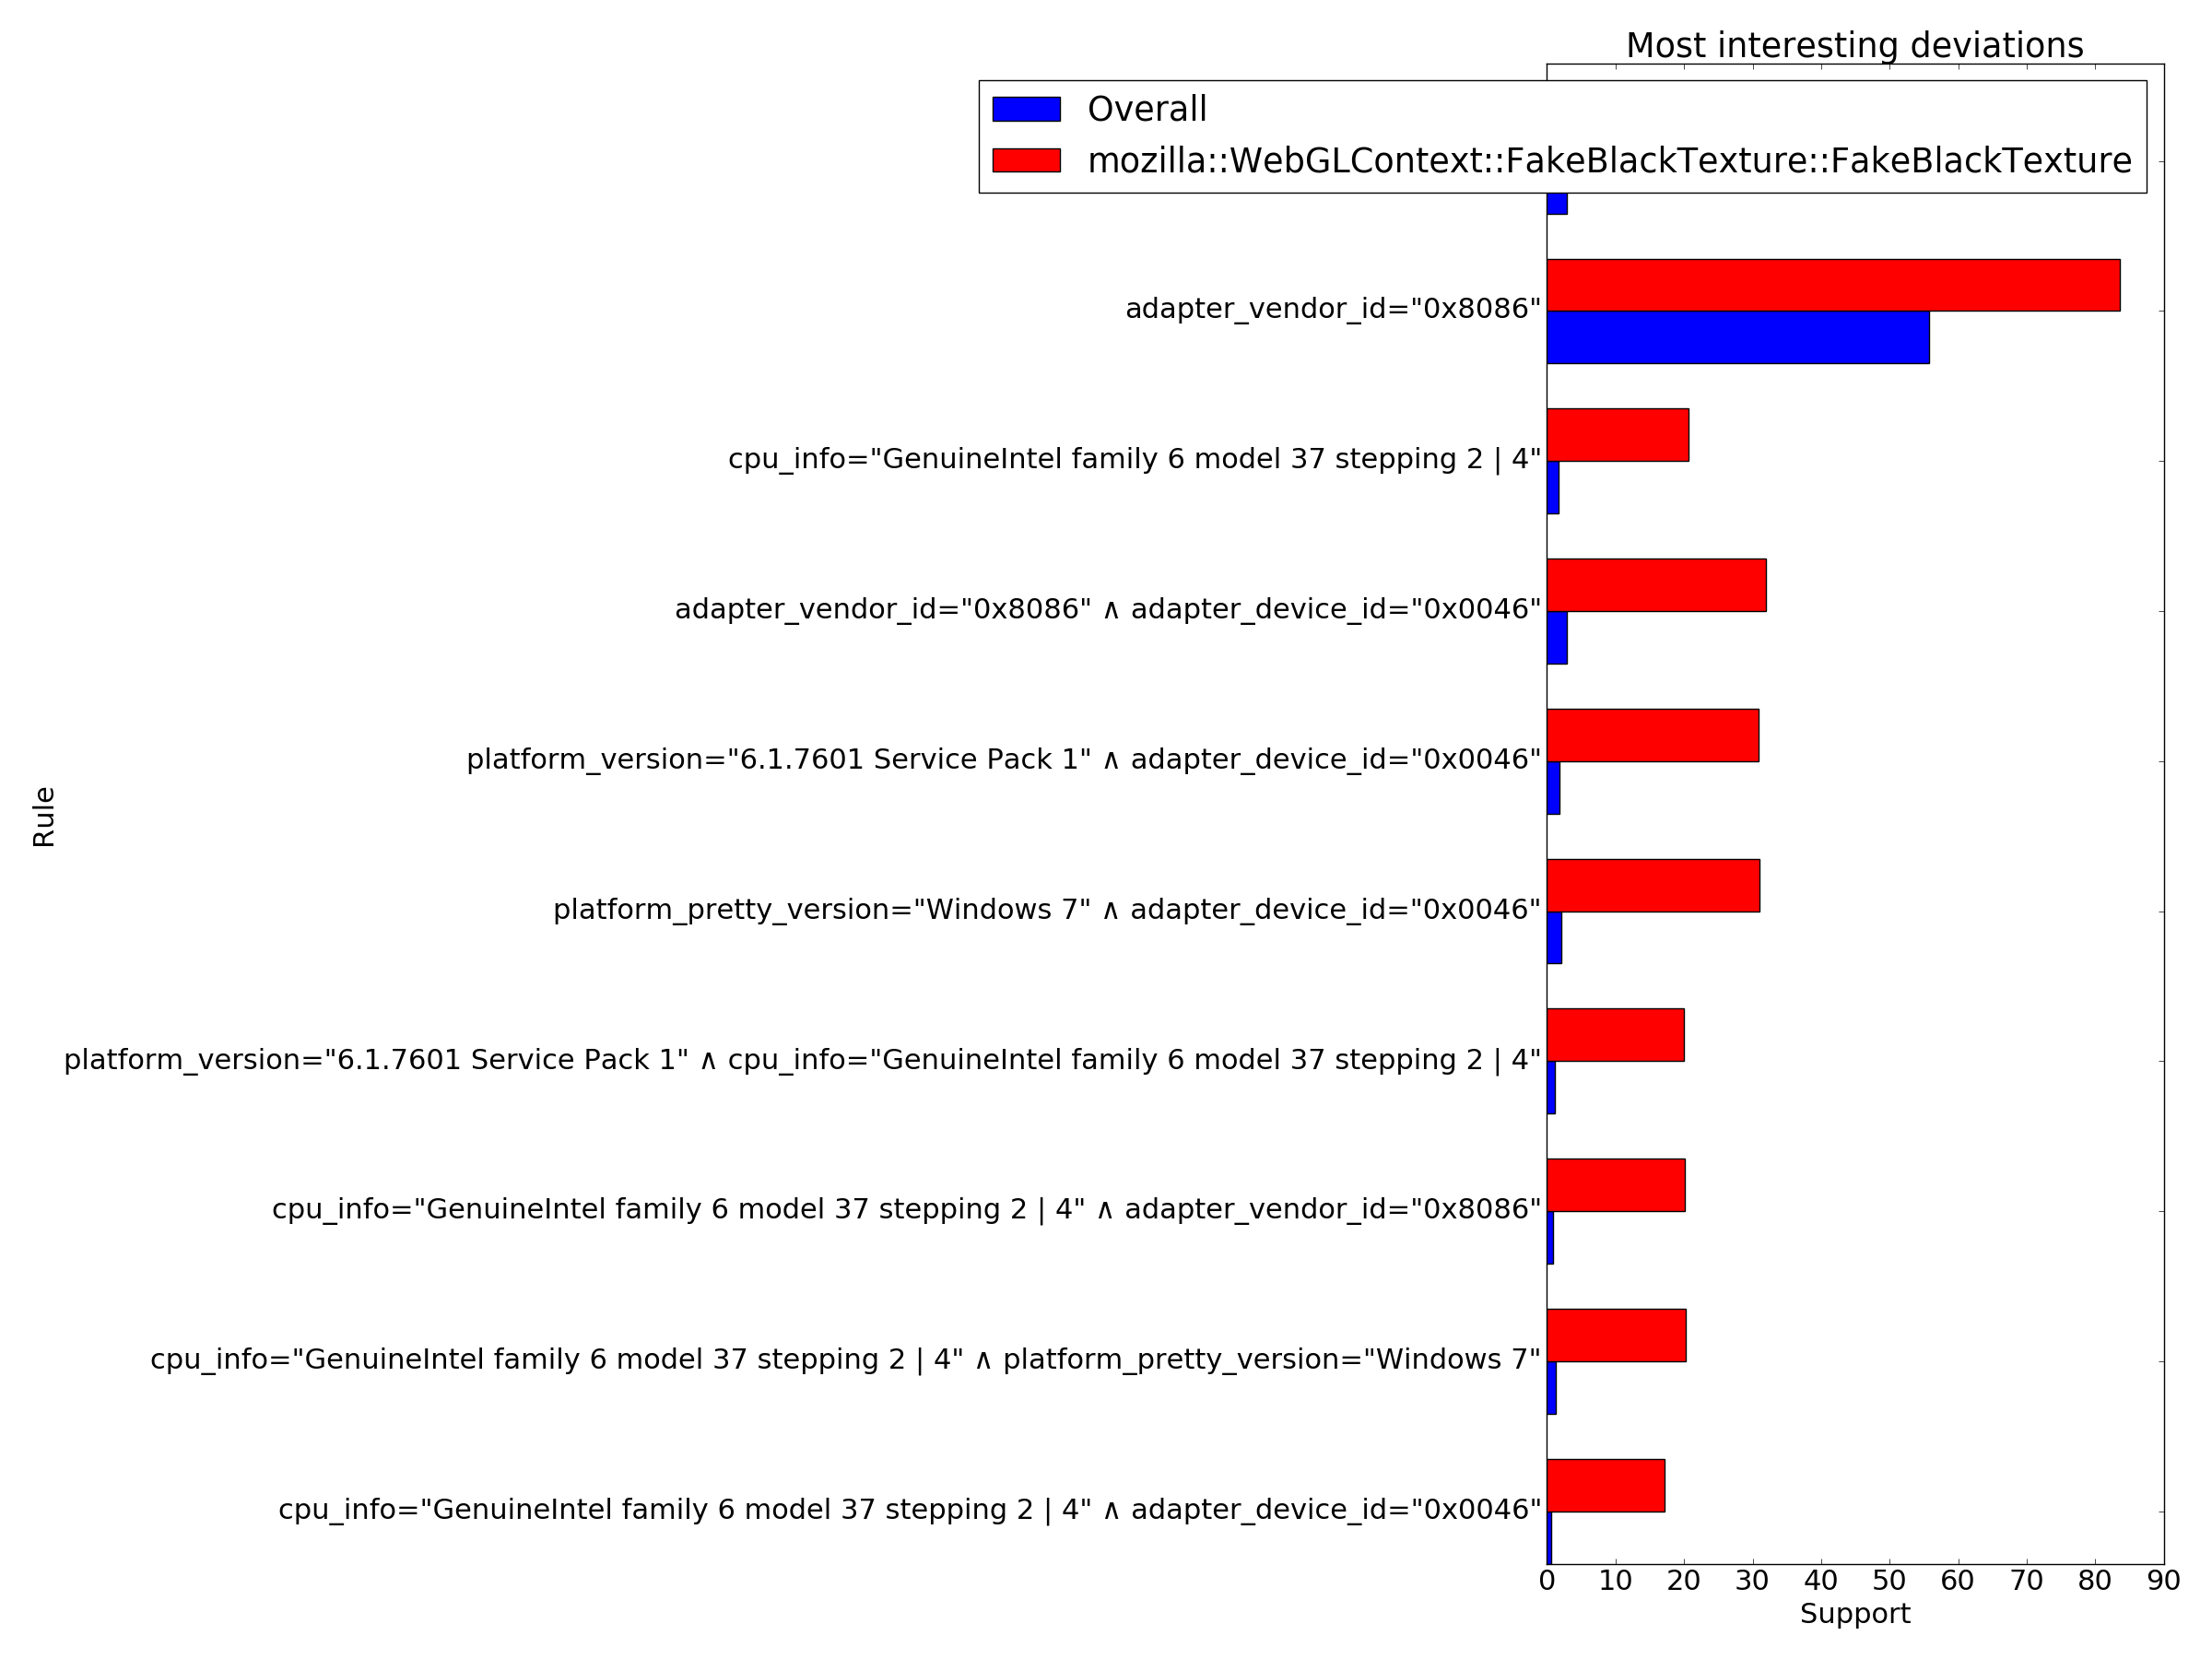 Most interesting deviations
Overall
mozilla::WebGLContext::FakeBlackTexture::FakeBlackTexture
adapter_vendor_id="0x8086"
cpu_info="GenuineIntel family 6 model 37 stepping 2 | 4"
adapter_vendor_id="0x8086" ∧ adapter_device_id="0x0046"
platform_version="6.1.7601 Service Pack 1" ∧ adapter_device_id="0x0046"
Rule
platform_pretty_version="Windows 7" ∧ adapter_device_id="0x0046"
platform_version="6.1.7601 Service Pack 1" ∧ cpu_info="GenuineIntel family 6 model 37 stepping 2 | 4"
cpu_info="GenuineIntel family 6 model 37 stepping 2 | 4" ∧ adapter_vendor_id="0x8086"
cpu_info="GenuineIntel family 6 model 37 stepping 2 | 4" ∧ platform_pretty_version="Windows 7"
cpu_info="GenuineIntel family 6 model 37 stepping 2 | 4" ∧ adapter_device_id="0x0046"
0 10 20 30 40 50 60 70 80 90
Support